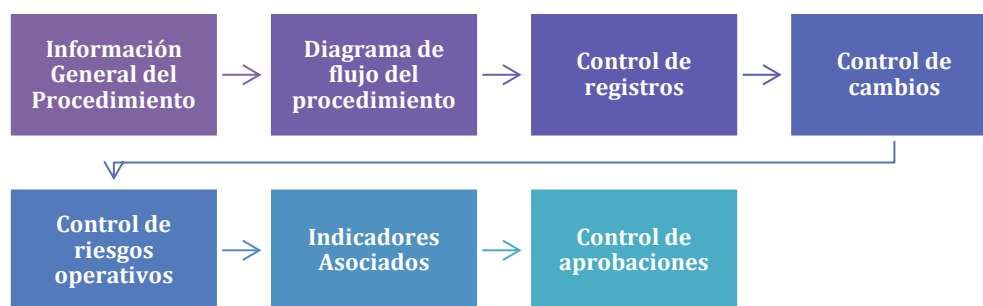 Información
General del
Procedimiento
Diagrama de
flujo del
procedimiento
Control de
registros
Control de
cambios
Control de
riesgos
operativos
Indicadores
Asociados
Control de
aprobaciones